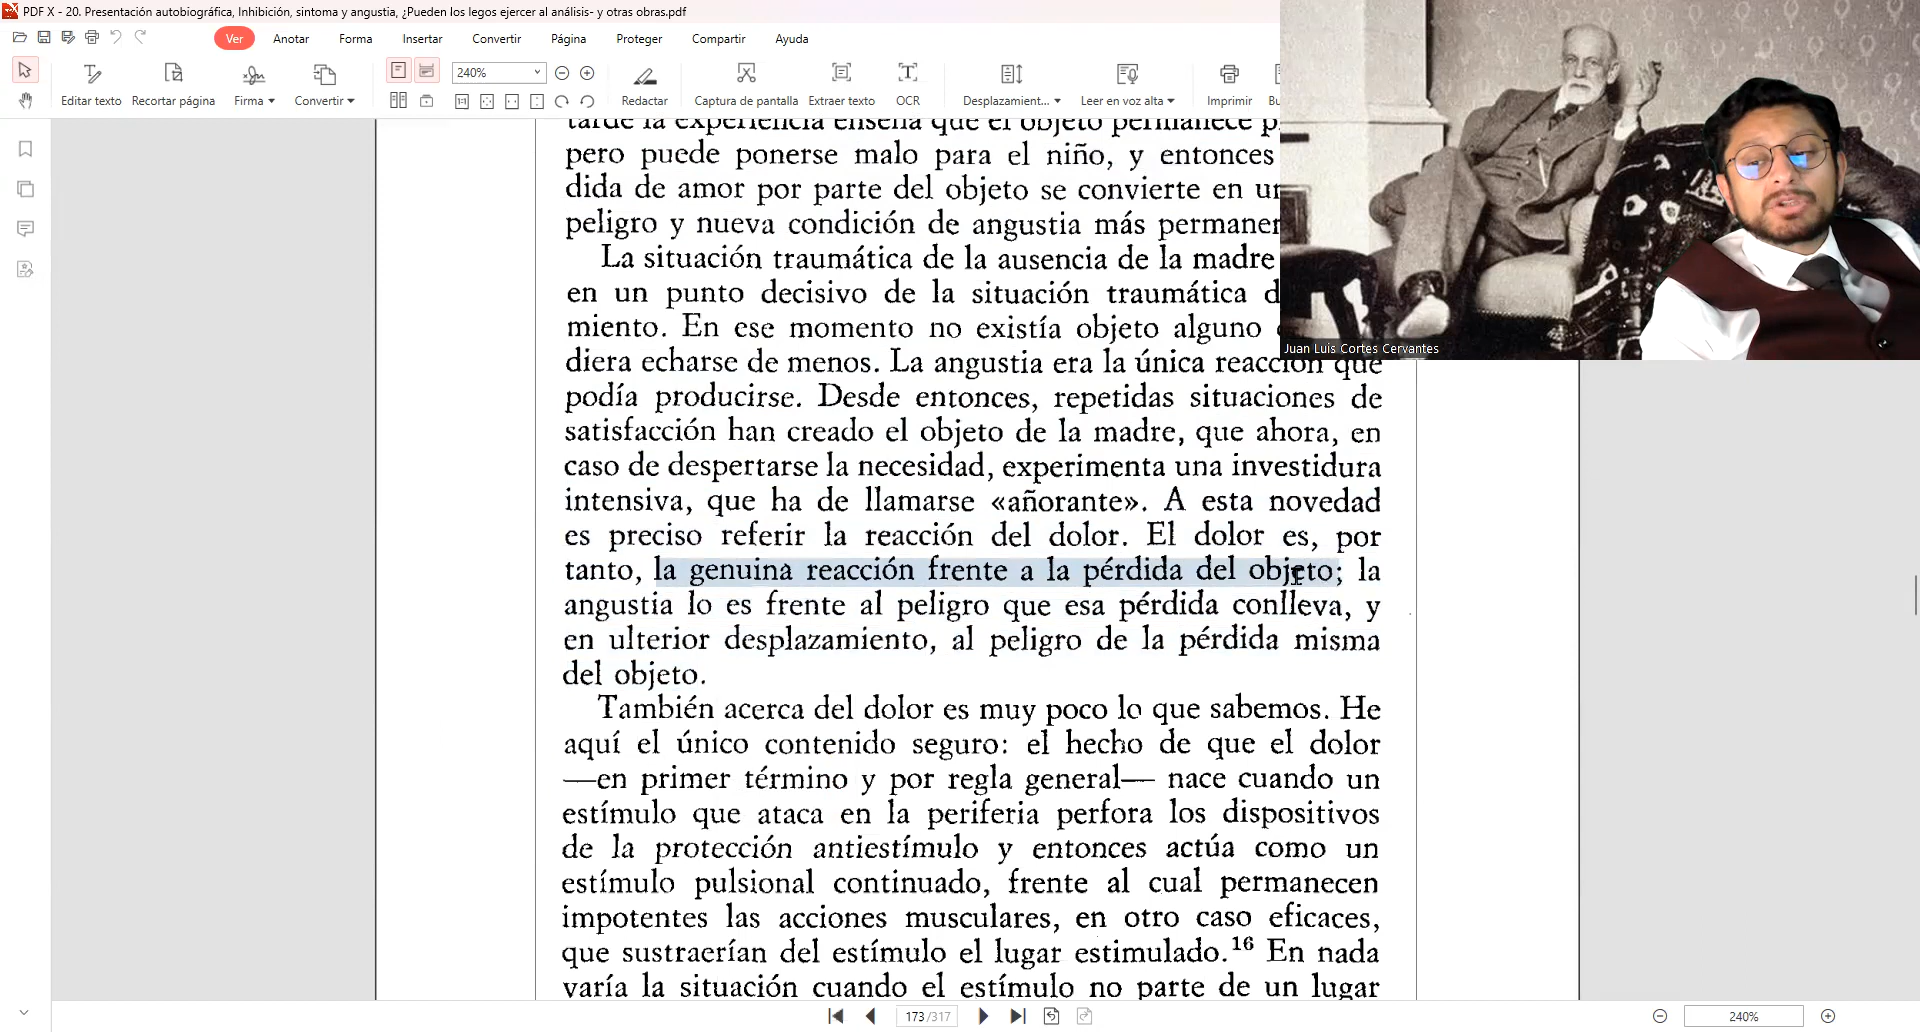 PDF X - 20. Presentación autobiográfica, Inhibición, sintoma y angustia, ¿Pueden los legos ejercer al análisis- y otras obras.pdf
Ver Anotar Forma Insertar Convertir Página Proteger Compartir Ayuda
240%
Editar texto Recortar página Firma Convertir Redactar Captura de pantalla Extraer texto OCR Desplazamient... Leer en voz alta Imprimir
tarde la experiencia enseña que el objeto permanece
pero puede ponerse malo para el niño, y entonces
dida de amor por parte del objeto se convierte en
peligro y nueva condición de angustia más
La situación traumática de la ausencia de la madre
en un punto decisivo de la situación traumática
miento. En ese momento no existía objeto alguno
diera echarse de menos. La angustia era la única reacción que
podía producirse. Desde entonces, repetidas situaciones de
satisfacción han creado el objeto de la madre, que ahora, en
caso de despertarse la necesidad, experimenta una investidura
intensiva, que ha de llamarse «añorante». A esta novedad
es preciso referir la reacción del dolor. El dolor es, por
tanto, la genuina reacción frente a la pérdida del objeto; la
angustia lo es frente al peligro que esa pérdida conlleva, y
en ulterior desplazamiento, al peligro de la pérdida misma
del objeto.
También acerca del dolor es muy poco lo que sabemos. He
aquí el único contenido seguro: el hecho de que el dolor
—en primer término y por regla general— nace cuando un
estímulo que ataca en la periferia perfora los dispositivos
de la protección antiestímulo y entonces actúa como un
estímulo pulsional continuado, frente al cual permanecen
impotentes las acciones musculares, en otro caso eficaces,
que sustraerían del estímulo el lugar estimulado.¹⁶ En nada
varía la situación cuando el estímulo no parte de un lugar
Juan Luis Cortes Cervantes
173/317
240%